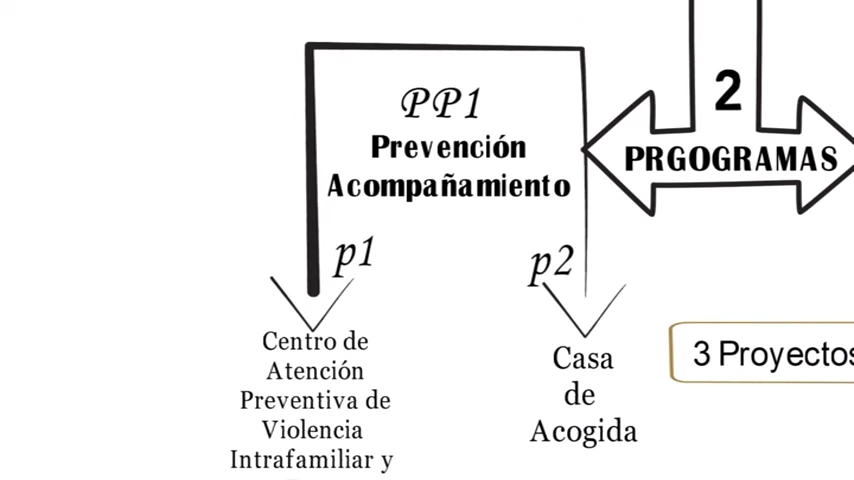 2
PRGOGRAMAS
PP1
Prevención
Acompañamiento
p1
p2
Centro de
Atención
Preventiva de
Violencia
Intrafamiliar y
Casa
de
Acogida
3 Proyectos